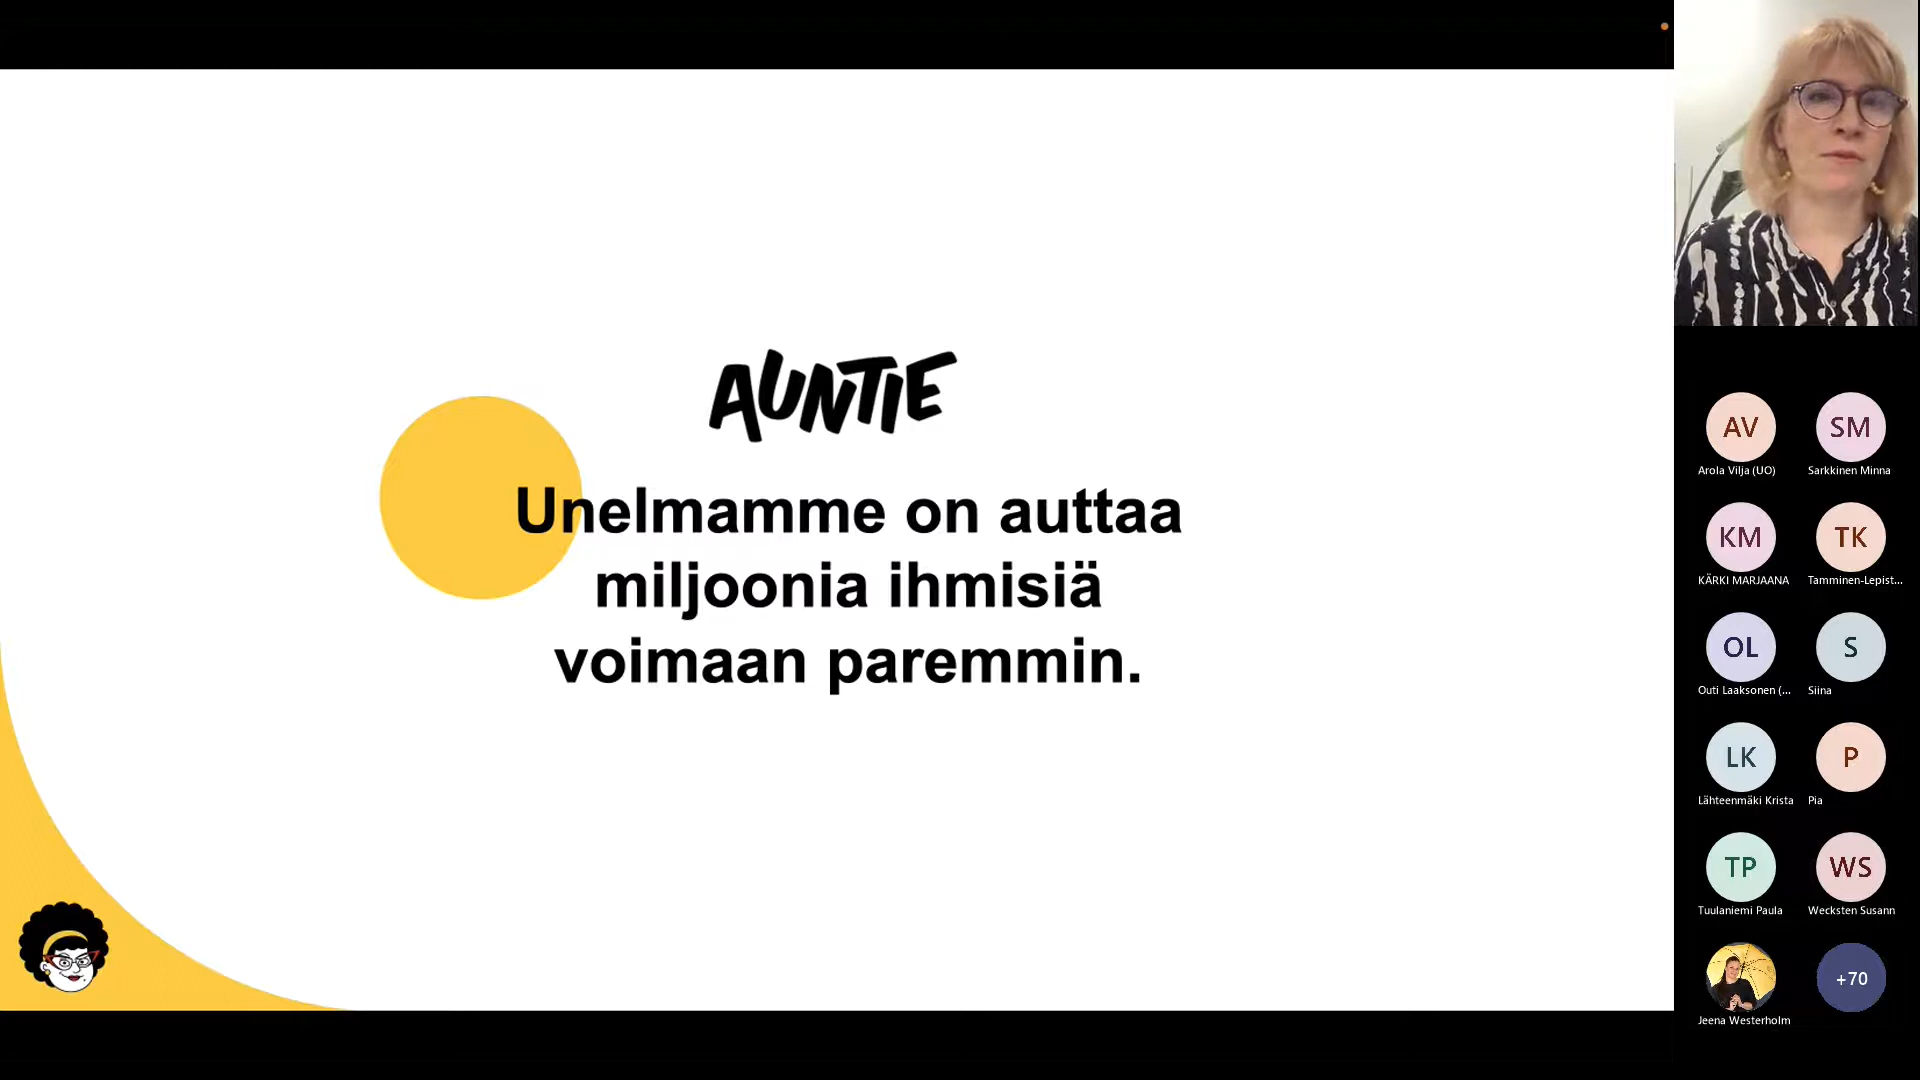 AUNTIE
Unelmamme on auttaa
miljoonia ihmisiä
voimaan paremmin.
AV
SM
Arola Vilja (UO)
Sarkkinen Minna
KM
TK
KÄRKI MARJAANA
Tamminen-Lepist...
OL
S
Outi Laaksonen (...
Siina
LK
P
Lähteenmäki Krista
Pia
TP
WS
Tuulaniemi Paula
Wecksten Susann
+70
Jeena Westerholm